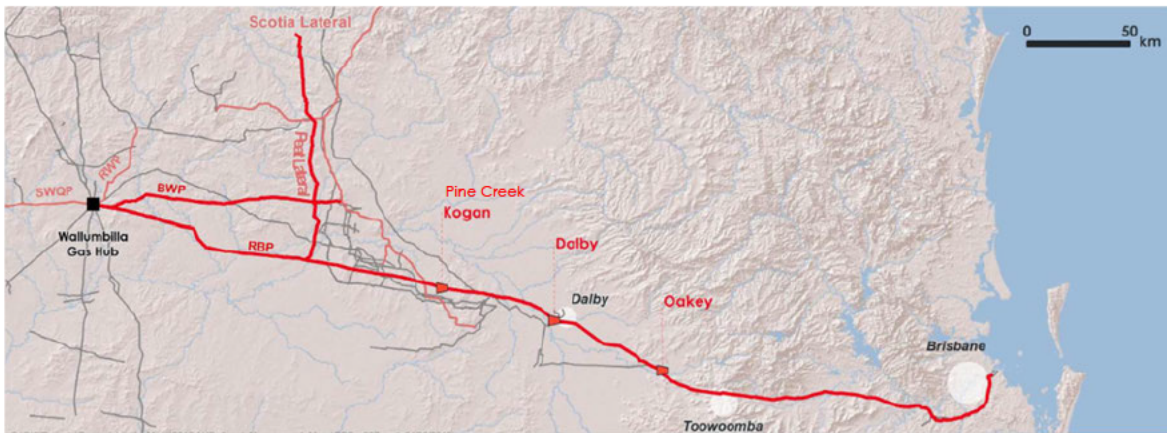 Scotia Lateral
0 50
km
RWP
Peat Lateral
SWQP
BWP
Pine Creek
Kogan
Wallumbilla
Gas Hub
RBP
Dalby
Dalby
Oakey
Brisbane
Toowoomba